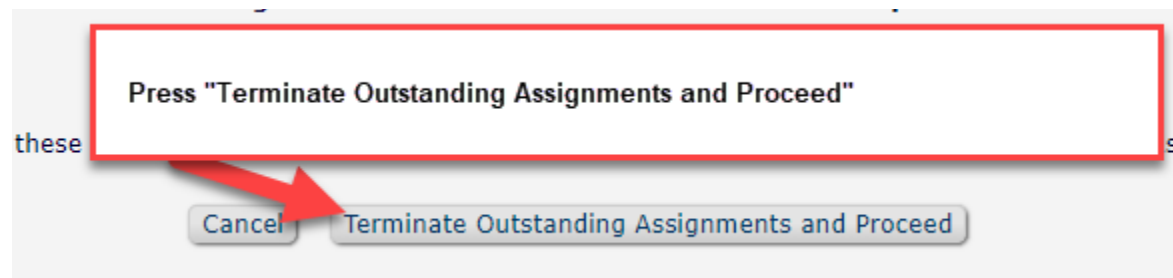 Press "Terminate Outstanding Assignments and Proceed"
these
Cancel
Terminate Outstanding Assignments and Proceed